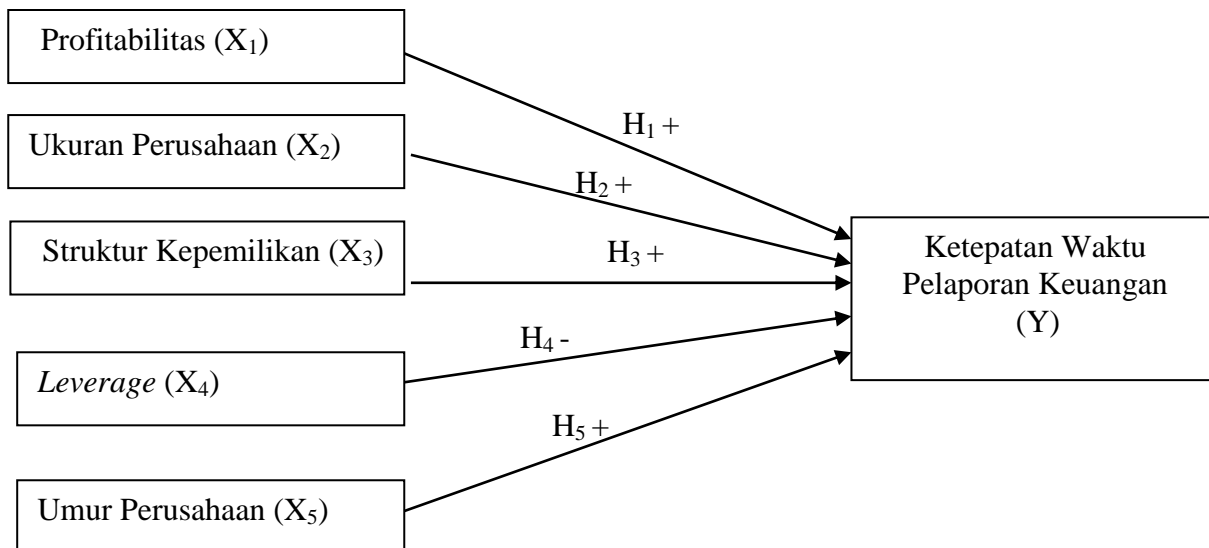 Profitabilitas (X₁)
H₁ +
Ukuran Perusahaan (X₂)
H₂ +
Struktur Kepemilikan (X₃)
H₃ +
Ketepatan Waktu
Pelaporan Keuangan
(Y)
H₄ -
Leverage (X₄)
H₅ +
Umur Perusahaan (X₅)